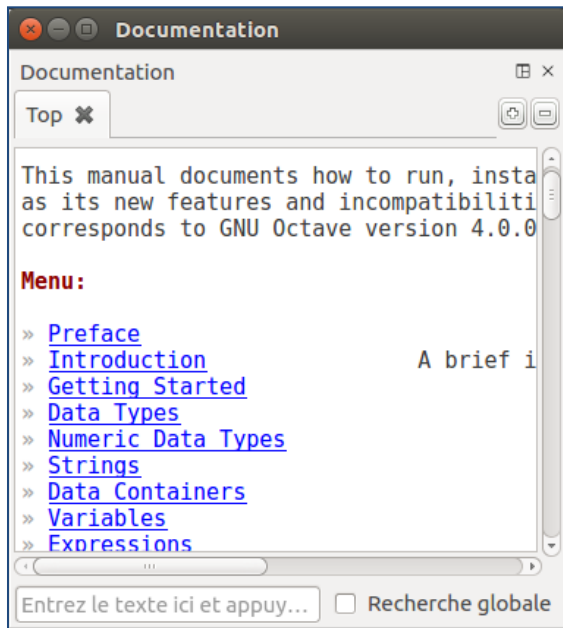 Documentation
Documentation
Top
This manual documents how to run, insta
as its new features and incompatibiliti
corresponds to GNU Octave version 4.0.0
Menu:
» Preface
» Introduction A brief i
» Getting Started
» Data Types
» Numeric Data Types
» Strings
» Data Containers
» Variables
» Expressions
Entrez le texte ici et appuy...
Recherche globale